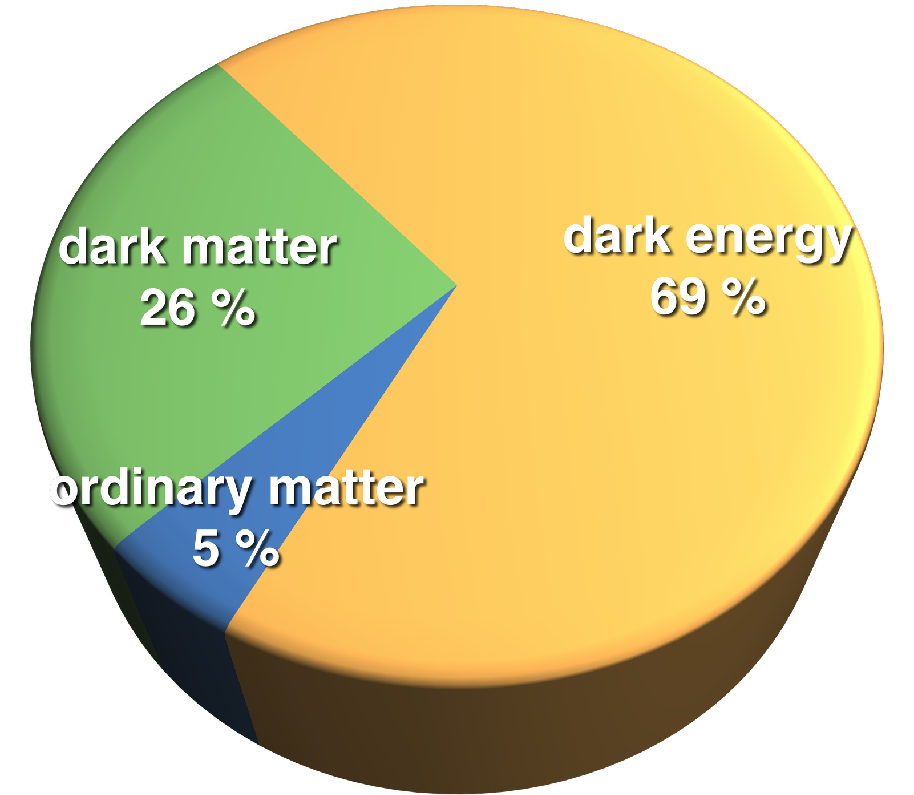 dark matter
26 %
dark energy
69 %
ordinary matter
5 %